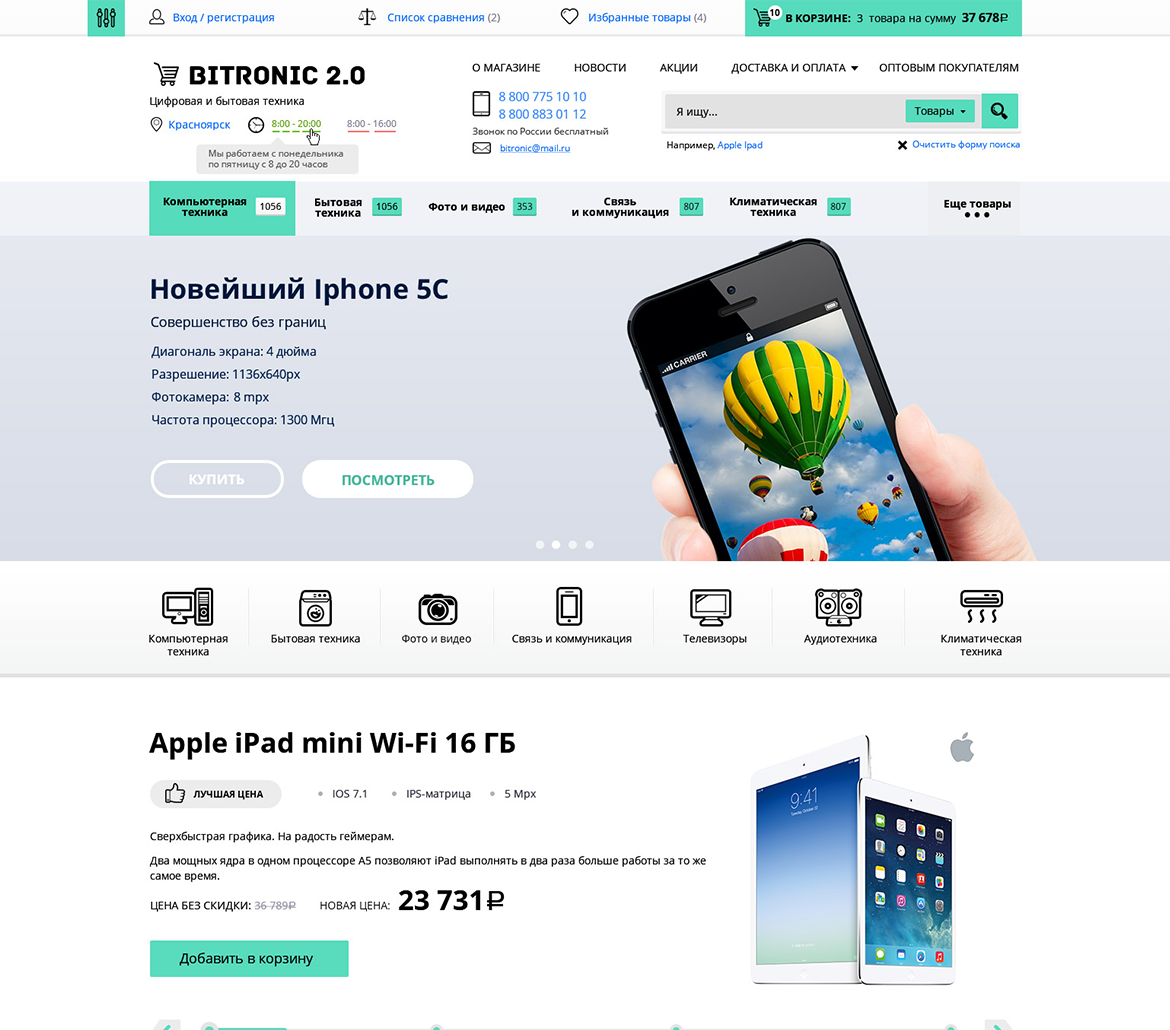 Вход / регистрация
Список сравнения (2)
Избранные товары (4)
10
В КОРЗИНЕ: 3 товара на сумму 37 678₽
BITRONIC 2.0
Цифровая и бытовая техника
Красноярск
8:00 - 20:00
8:00 - 16:00
Мы работаем с понедельника
по пятницу с 8 до 20 часов
О МАГАЗИНЕ
НОВОСТИ
АКЦИИ
ДОСТАВКА И ОПЛАТА
ОПТОВЫМ ПОКУПАТЕЛЯМ
8 800 775 10 10
8 800 883 01 12
Звонок по России бесплатный
bitronic@mail.ru
Я ищу...
Товары
Например, Apple Ipad
Очистить форму поиска
Компьютерная
техника
1056
Бытовая
техника
1056
Фото и видео
353
Связь
и коммуникация
807
Климатическая
техника
807
Еще товары
Новейший Iphone 5C
Совершенство без границ
Диагональ экрана: 4 дюйма
Разрешение: 1136x640px
Фотокамера: 8 mpx
Частота процессора: 1300 Мгц
КУПИТЬ
ПОСМОТРЕТЬ
CARRIER
Компьютерная
техника
Бытовая техника
Фото и видео
Связь и коммуникация
Телевизоры
Аудиотехника
Климатическая
техника
Apple iPad mini Wi-Fi 16 ГБ
ЛУЧШАЯ ЦЕНА
IOS 7.1
IPS-матрица
5 Mpx
Сверхбыстрая графика. На радость геймерам.
Два мощных ядра в одном процессоре A5 позволяют iPad выполнять в два раза больше работы за то же
самое время.
ЦЕНА БЕЗ СКИДКИ: 36 789₽
НОВАЯ ЦЕНА: 23 731₽
Добавить в корзину
9:41